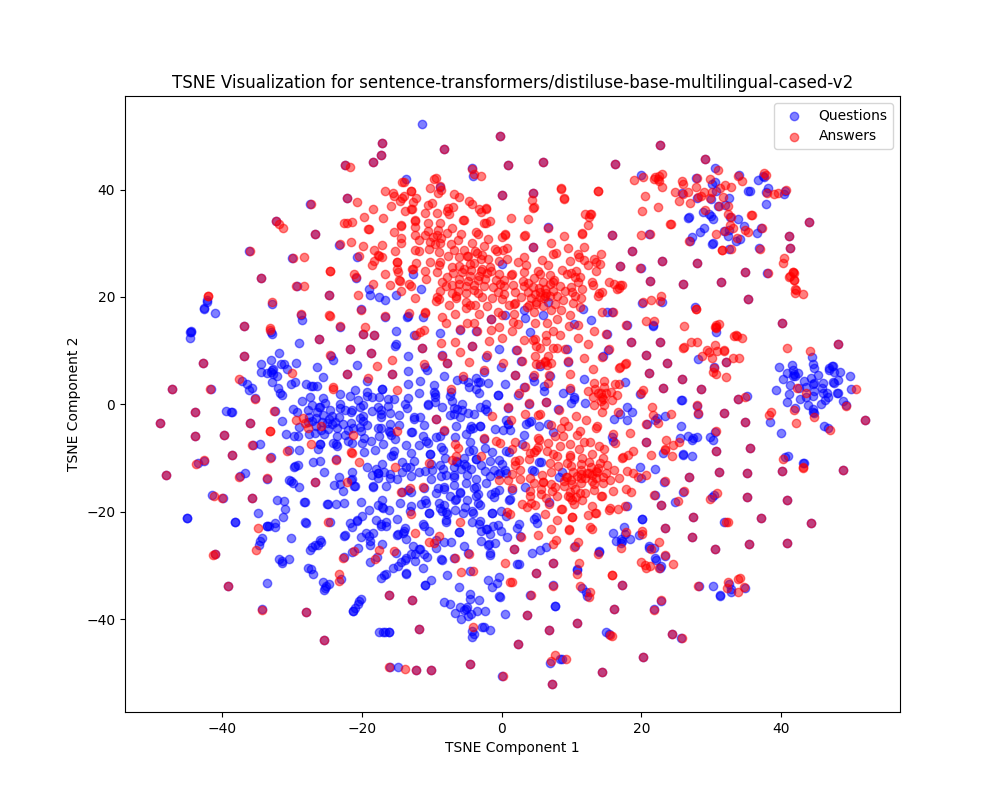 TSNE Visualization for sentence-transformers/distiluse-base-multilingual-cased-v2
Questions
Answers
40
20
0
−20
−40
TSNE Component 2
−40
−20
0
20
40
TSNE Component 1